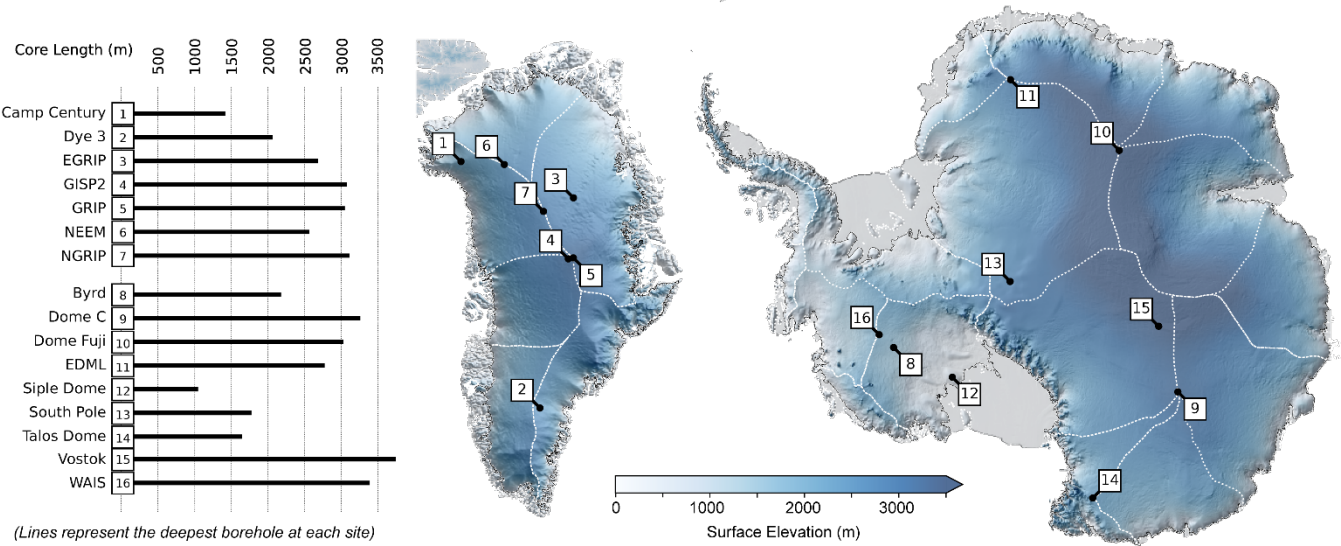 Core Length (m)
500
1000
1500
2000
2500
3000
3500
Camp Century 1
Dye 3 2
EGRIP 3
GISP2 4
GRIP 5
NEEM 6
NGRIP 7
Byrd 8
Dome C 9
Dome Fuji 10
EDML 11
Siple Dome 12
South Pole 13
Talos Dome 14
Vostok 15
WAIS 16
(Lines represent the deepest borehole at each site)
1
6
3
7
4
5
2
11
10
13
15
16
8
12
9
14
0 1000 2000 3000
Surface Elevation (m)